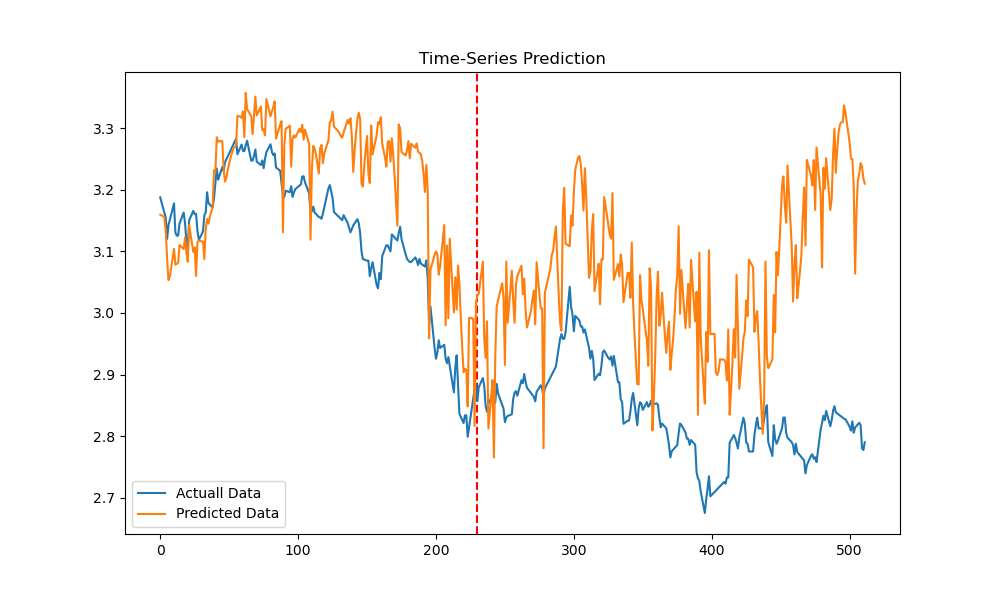 Time-Series Prediction
3.3
3.2
3.1
3.0
2.9
2.8
2.7
Actuall Data
Predicted Data
0 100 200 300 400 500